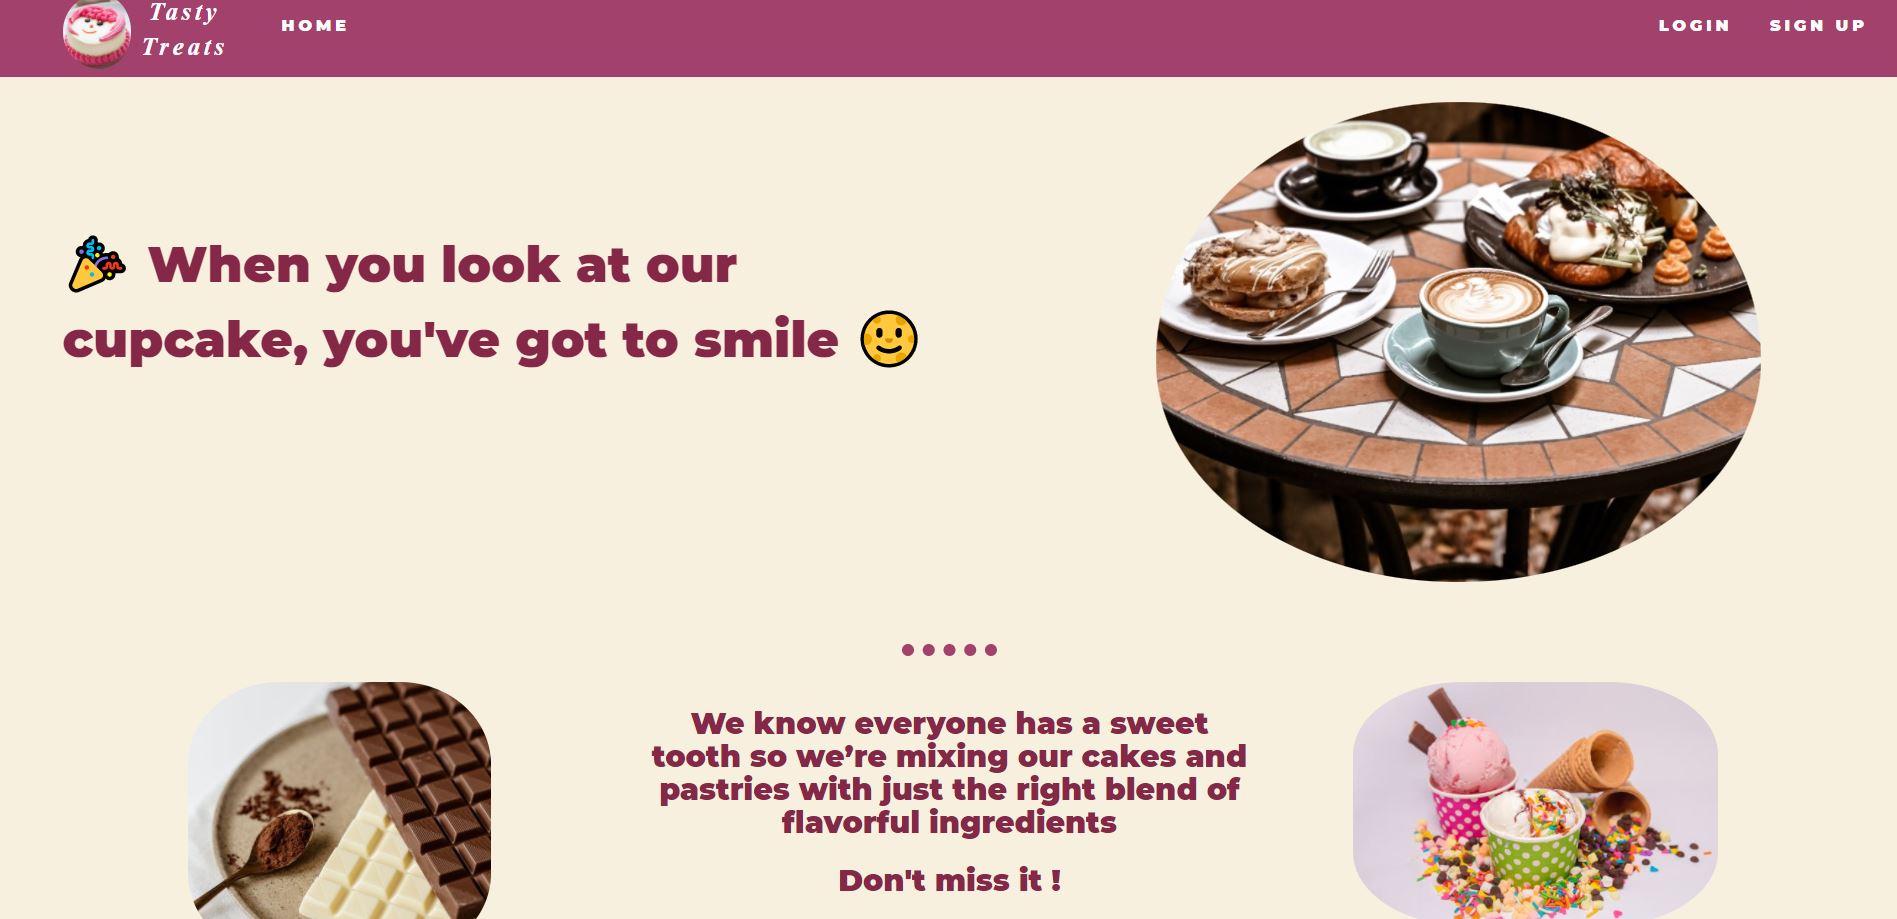 Tasty
Treats
HOME
LOGIN
SIGN UP
🎉 When you look at our
cupcake, you've got to smile 🙂
We know everyone has a sweet
tooth so we’re mixing our cakes and
pastries with just the right blend of
flavorful ingredients
Don't miss it !